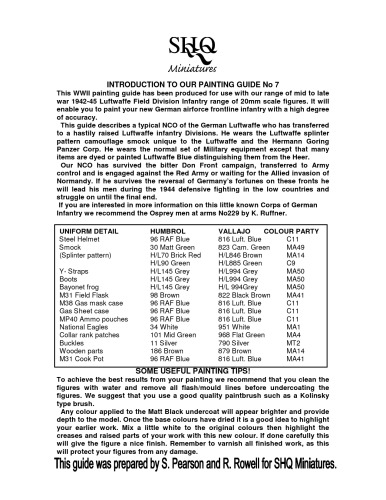 SHQ
Miniatures
INTRODUCTION TO OUR PAINTING GUIDE No 7
This WWII painting guide has been produced for use with our range of mid to late
war 1942-45 Luftwaffe Field Division Infantry range of 20mm scale figures. It will
enable you to paint your new German airforce frontline infantry with a high degree
of accuracy.
This guide describes a typical NCO of the German Luftwaffe who has transferred
to a hastily raised Luftwaffe infantry Divisions. He wears the Luftwaffe splinter
pattern camouflage smock unique to the Luftwaffe and the Hermann Goring
Panzer Corp. He wears the normal set of Military equipment except that many
items are dyed or painted Luftwaffe Blue distinguishing them from the Heer.
Our NCO has survived the bitter Don Front campaign, transferred to Army
control and is engaged against the Red Army or waiting for the Allied invasion of
Normandy. If he survives the reversal of Germany's fortunes on these fronts he
will lead his men during the 1944 defensive fighting in the low countries and
struggle on until the final end.
If you are interested in more information on this little known Corps of German
Infantry we recommend the Osprey men at arms No229 by K. Ruffner.
UNIFORM DETAIL HUMBROL VALLAJO COLOUR PARTY
Steel Helmet 96 RAF Blue 816 Luft. Blue C11
Smock 30 Matt Green 823 Cam. Green MA49
(Splinter pattern) H/L70 Brick Red H/L846 Brown MA14
H/L90 Green H/L885 Green C9
Y- Straps H/L145 Grey H/L994 Grey MA50
Boots H/L145 Grey H/L994 Grey MA50
Bayonet frog H/L145 Grey H/L 994Grey MA50
M31 Field Flask 98 Brown 822 Black Brown MA41
M38 Gas mask case 96 RAF Blue 816 Luft. Blue C11
Gas Sheet case 96 RAF Blue 816 Luft. Blue C11
MP40 Ammo pouches 96 RAF Blue 816 Luft. Blue C11
National Eagles 34 White 951 White MA1
Collar rank patches 101 Mid Green 968 Flat Green MA4
Buckles 11 Silver 790 Silver MT2
Wooden parts 186 Brown 879 Brown MA14
M31 Cook Pot 96 RAF Blue 816 Luft. Blue MA41
SOME USEFUL PAINTING TIPS!
To achieve the best results from your painting we recommend that you clean the
figures with water and remove all flash/mould lines before undercoating the
figures. We suggest that you use a good quality paintbrush such as a Kolinsky
type brush.
Any colour applied to the Matt Black undercoat will appear brighter and provide
depth to the model. Once the base colours have dried it is a good idea to highlight
your earlier work. Mix a little white to the original colours then highlight the
creases and raised parts of your work with this new colour. If done carefully this
will give the figure a nice finish. Remember to varnish all finished work, as this
will protect your figures from any damage.
This guide was prepared by S. Pearson and R. Rowell for SHQ Miniatures.